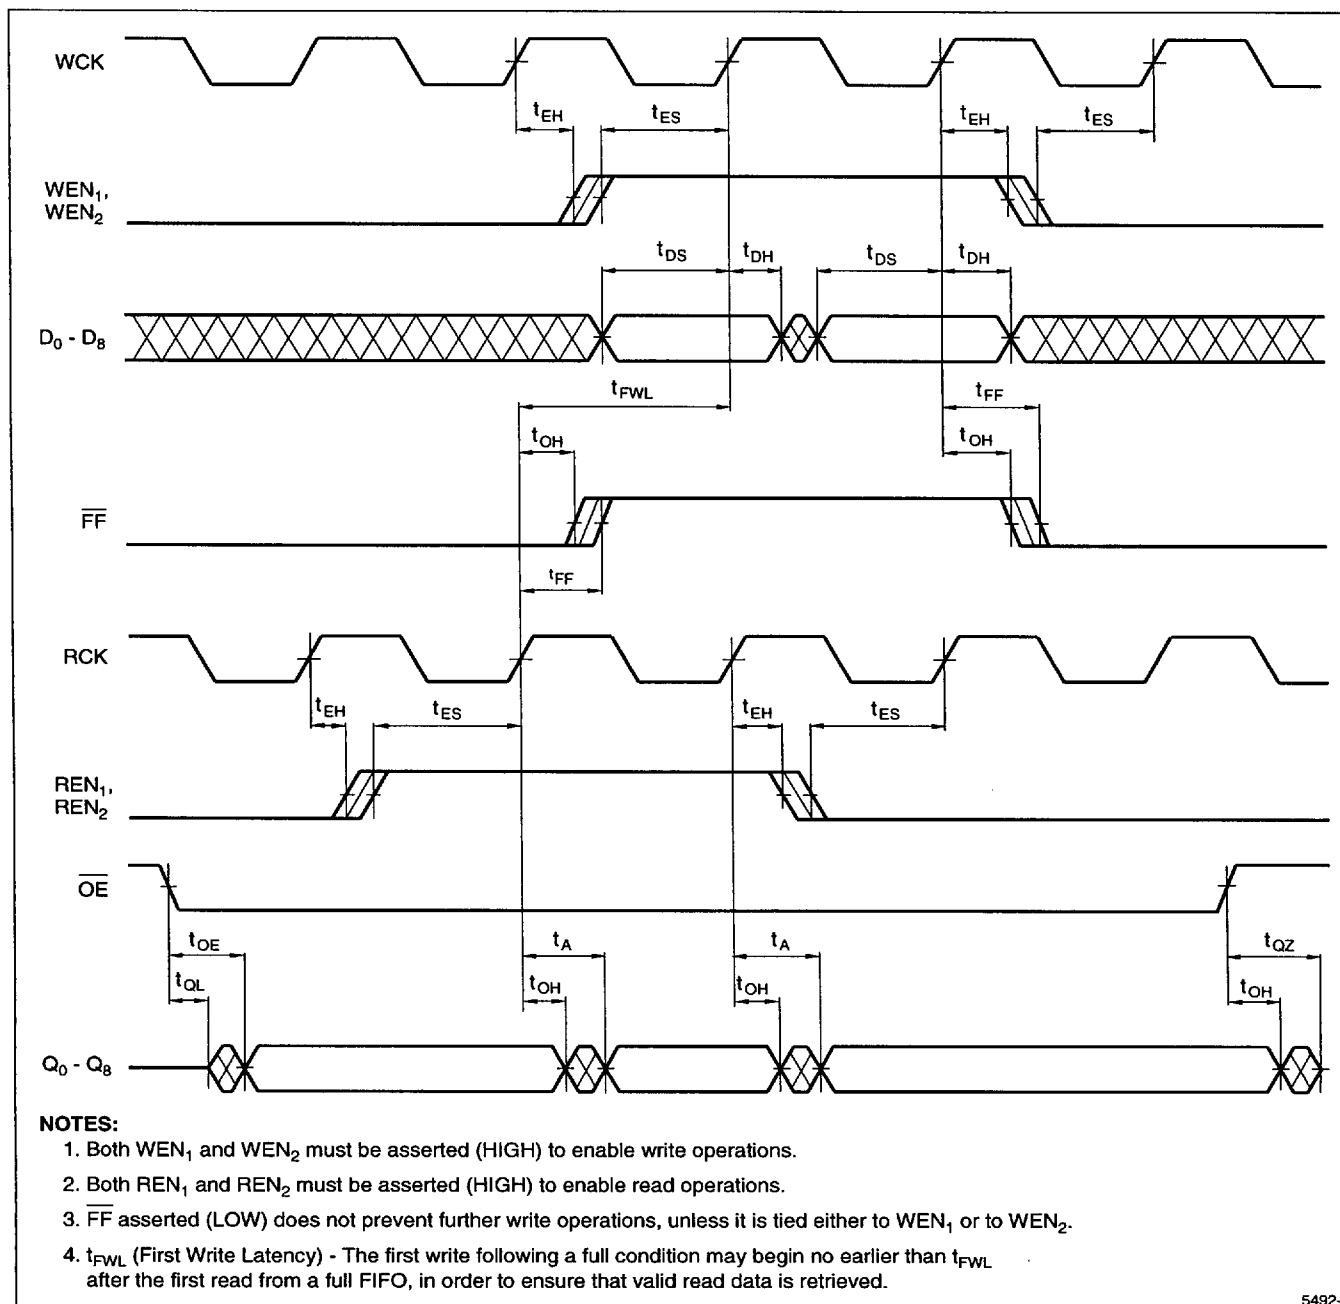 WCK
tEH tES tEH tES
WEN1,
WEN2
tDS tDH tDS tDH
D0 - D8
tFWL tFF
tOH tOH
F̅F̅
tFF
RCK
tEH tES tEH tES
REN1,
REN2
O̅E̅
tOE tA tA tQZ
tQL tOH tOH tOH
Q0 - Q8
NOTES:
1. Both WEN1 and WEN2 must be asserted (HIGH) to enable write operations.
2. Both REN1 and REN2 must be asserted (HIGH) to enable read operations.
3. F̅F̅ asserted (LOW) does not prevent further write operations, unless it is tied either to WEN1 or to WEN2.
4. tFWL (First Write Latency) - The first write following a full condition may begin no earlier than tFWL
after the first read from a full FIFO, in order to ensure that valid read data is retrieved.
5492-